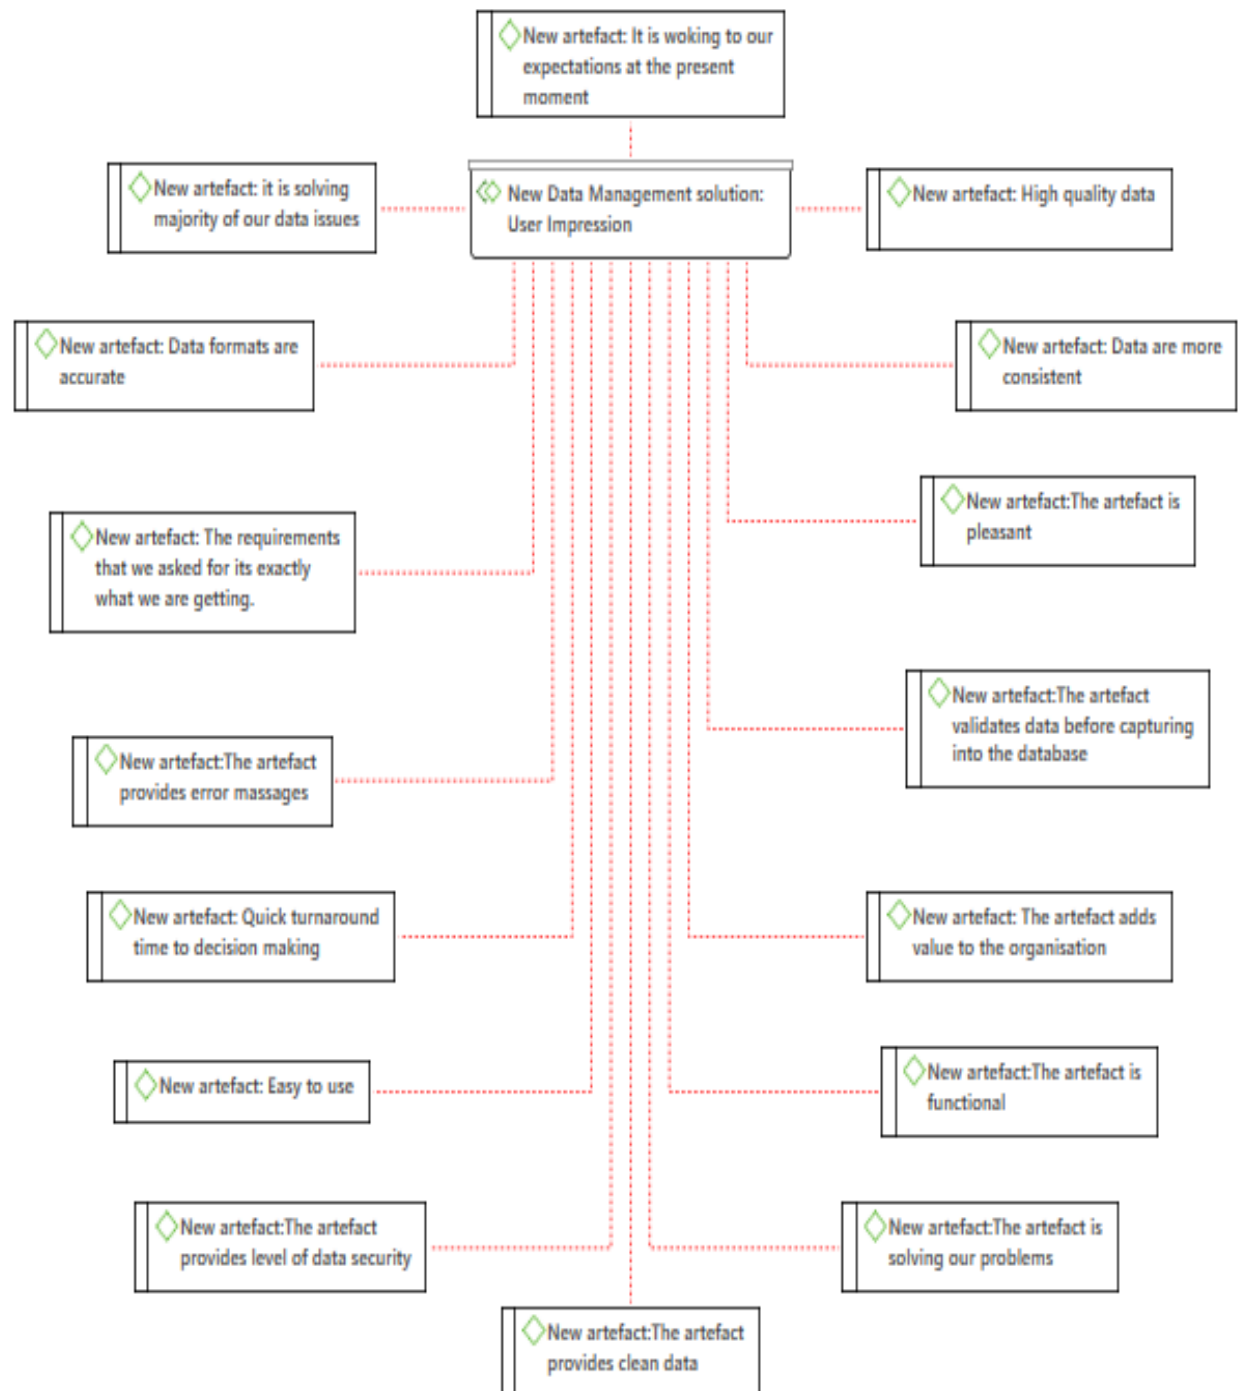 New artefact: It is woking to our
expectations at the present
moment
New artefact: it is solving
majority of our data issues
New Data Management solution:
User Impression
New artefact: High quality data
New artefact: Data formats are
accurate
New artefact: Data are more
consistent
New artefact:The artefact is
pleasant
New artefact: The requirements
that we asked for its exactly
what we are getting.
New artefact:The artefact
validates data before capturing
into the database
New artefact:The artefact
provides error massages
New artefact: Quick turnaround
time to decision making
New artefact: The artefact adds
value to the organisation
New artefact: Easy to use
New artefact:The artefact is
functional
New artefact:The artefact
provides level of data security
New artefact:The artefact is
solving our problems
New artefact:The artefact
provides clean data